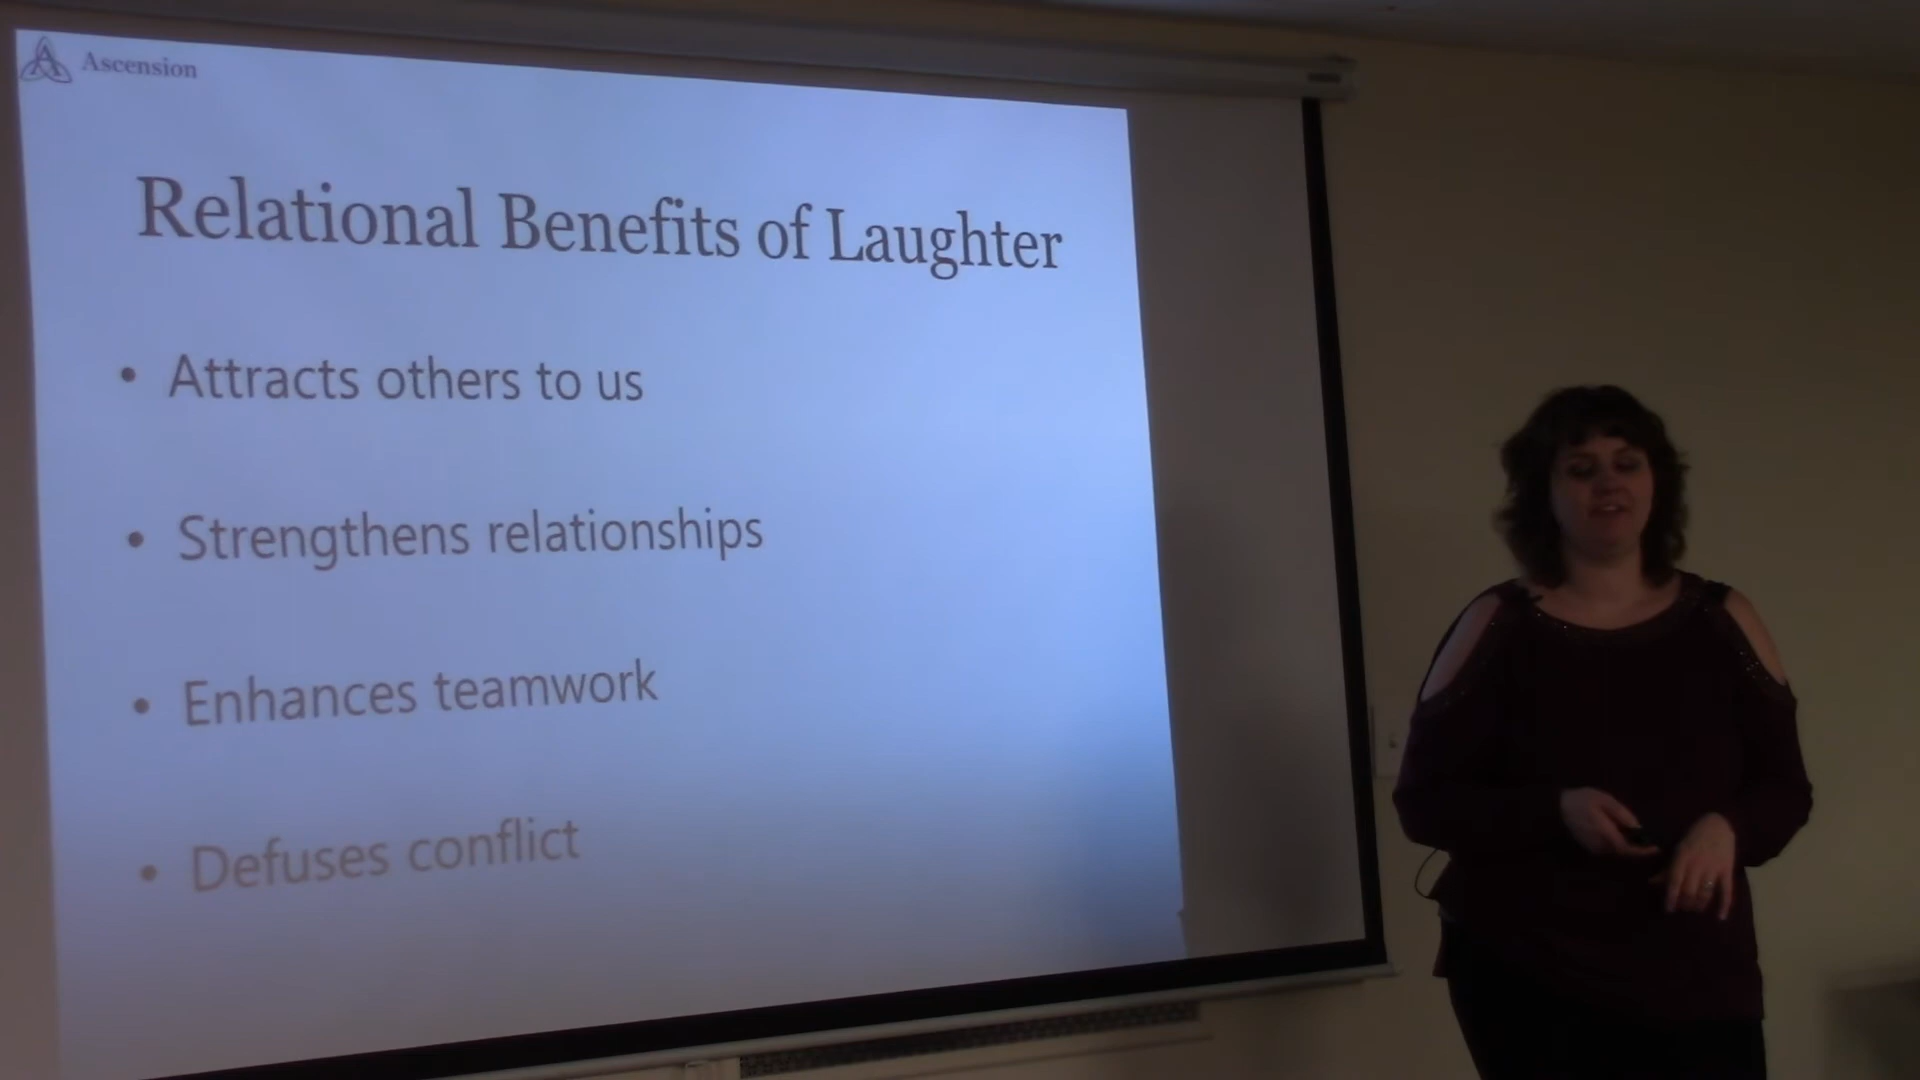 Ascension
Relational Benefits of Laughter
• Attracts others to us
• Strengthens relationships
• Enhances teamwork
• Defuses conflict